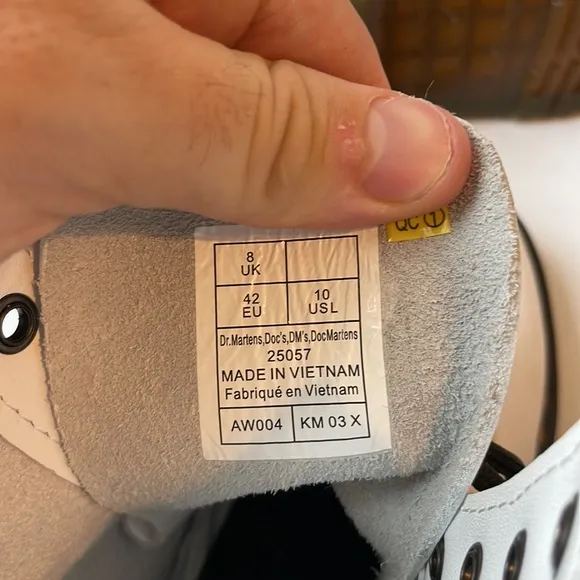 QC 1
8
UK
42
EU
10
USL
Dr.Martens,Doc's,DM's,DocMartens
25057
MADE IN VIETNAM
Fabriqué en Vietnam
AW004 KM 03 X